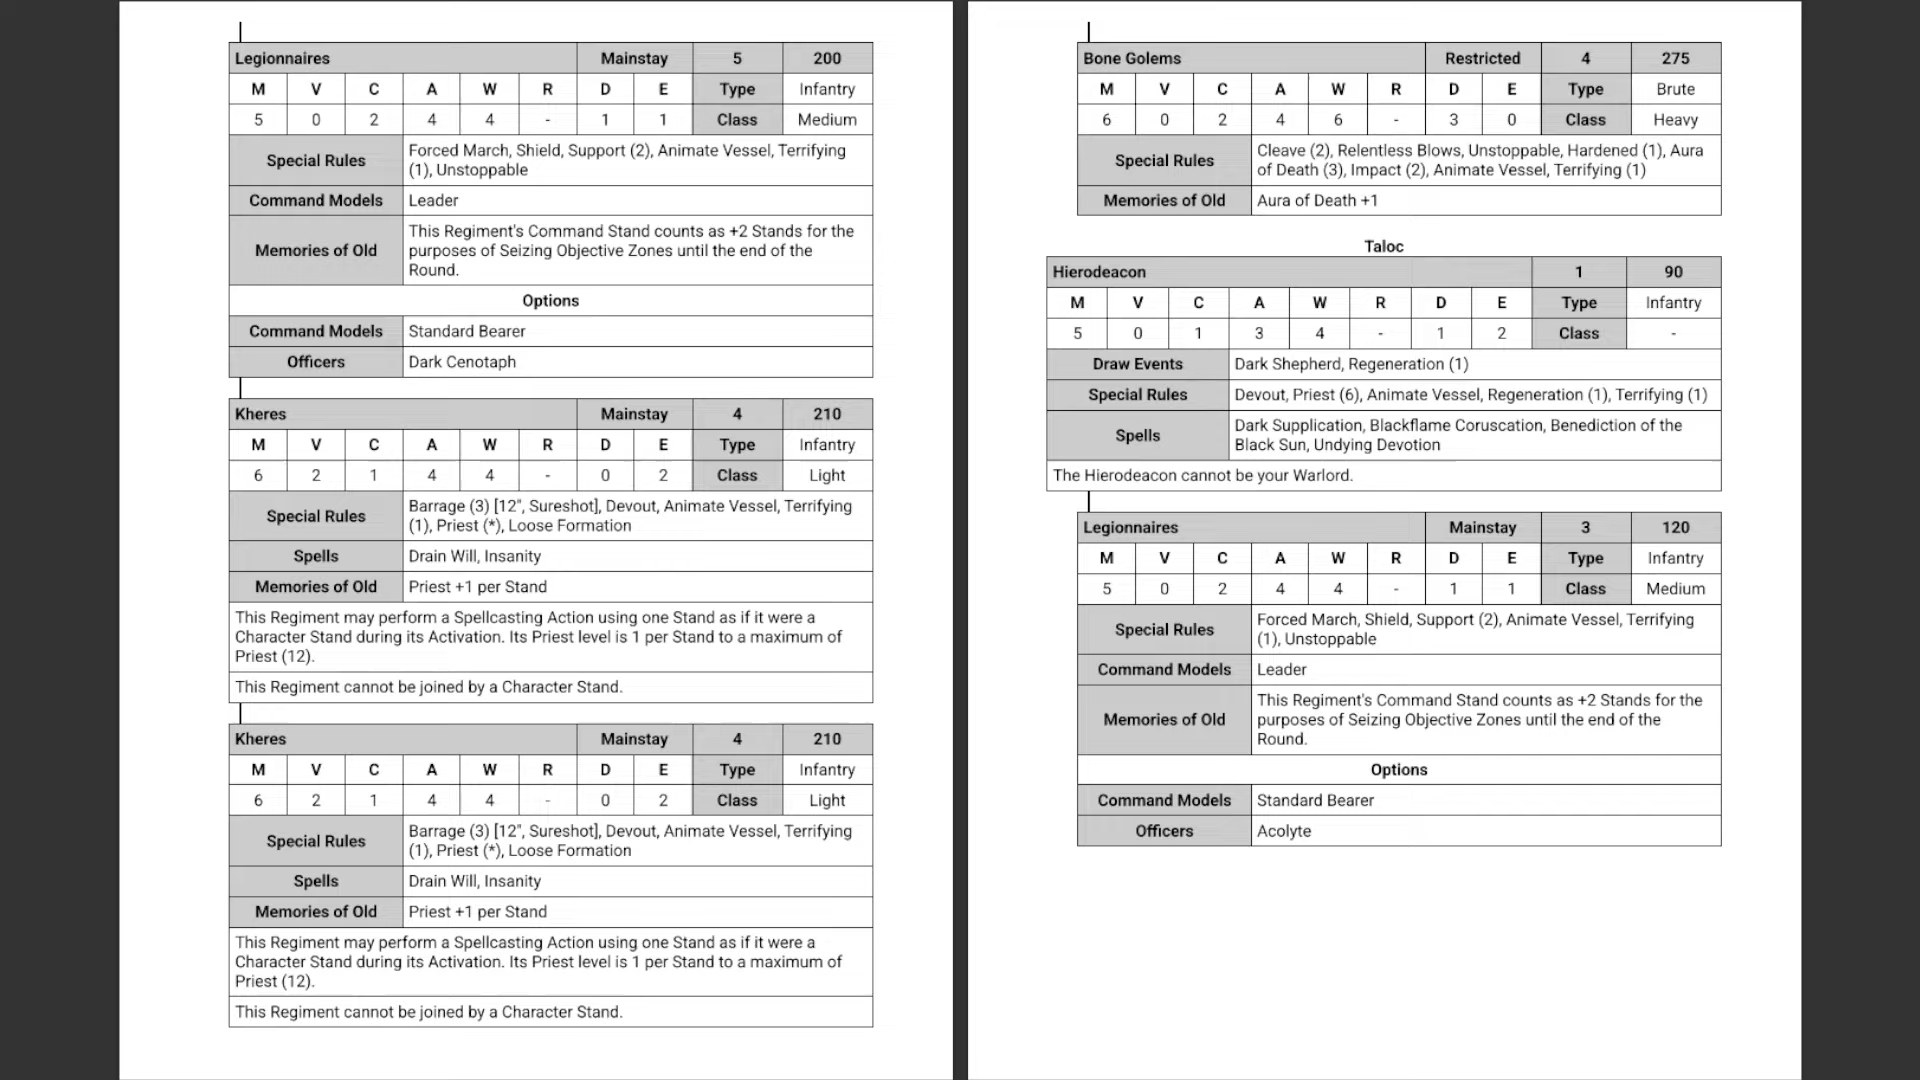 Legionnaires Mainstay 5 200
M V C A W R D E Type Infantry
5 0 2 4 4 - 1 1 Class Medium
Special Rules Forced March, Shield, Support (2), Animate Vessel, Terrifying
(1), Unstoppable
Command Models Leader
Memories of Old This Regiment's Command Stand counts as +2 Stands for the
purposes of Seizing Objective Zones until the end of the
Round.
Options
Command Models Standard Bearer
Officers Dark Cenotaph
Kheres Mainstay 4 210
M V C A W R D E Type Infantry
6 2 1 4 4 - 0 2 Class Light
Special Rules Barrage (3) [12", Sureshot], Devout, Animate Vessel, Terrifying
(1), Priest (*), Loose Formation
Spells Drain Will, Insanity
Memories of Old Priest +1 per Stand
This Regiment may perform a Spellcasting Action using one Stand as if it were a
Character Stand during its Activation. Its Priest level is 1 per Stand to a maximum of
Priest (12).
This Regiment cannot be joined by a Character Stand.
Kheres Mainstay 4 210
M V C A W R D E Type Infantry
6 2 1 4 4 - 0 2 Class Light
Special Rules Barrage (3) [12", Sureshot], Devout, Animate Vessel, Terrifying
(1), Priest (*), Loose Formation
Spells Drain Will, Insanity
Memories of Old Priest +1 per Stand
This Regiment may perform a Spellcasting Action using one Stand as if it were a
Character Stand during its Activation. Its Priest level is 1 per Stand to a maximum of
Priest (12).
This Regiment cannot be joined by a Character Stand.
Bone Golems Restricted 4 275
M V C A W R D E Type Brute
6 0 2 4 6 - 3 0 Class Heavy
Special Rules Cleave (2), Relentless Blows, Unstoppable, Hardened (1), Aura
of Death (3), Impact (2), Animate Vessel, Terrifying (1)
Memories of Old Aura of Death +1
Taloc
Hierodeacon 1 90
M V C A W R D E Type Infantry
5 0 1 3 4 - 1 2 Class -
Draw Events Dark Shepherd, Regeneration (1)
Special Rules Devout, Priest (6), Animate Vessel, Regeneration (1), Terrifying (1)
Spells Dark Supplication, Blackflame Coruscation, Benediction of the
Black Sun, Undying Devotion
The Hierodeacon cannot be your Warlord.
Legionnaires Mainstay 3 120
M V C A W R D E Type Infantry
5 0 2 4 4 - 1 1 Class Medium
Special Rules Forced March, Shield, Support (2), Animate Vessel, Terrifying
(1), Unstoppable
Command Models Leader
Memories of Old This Regiment's Command Stand counts as +2 Stands for the
purposes of Seizing Objective Zones until the end of the
Round.
Options
Command Models Standard Bearer
Officers Acolyte